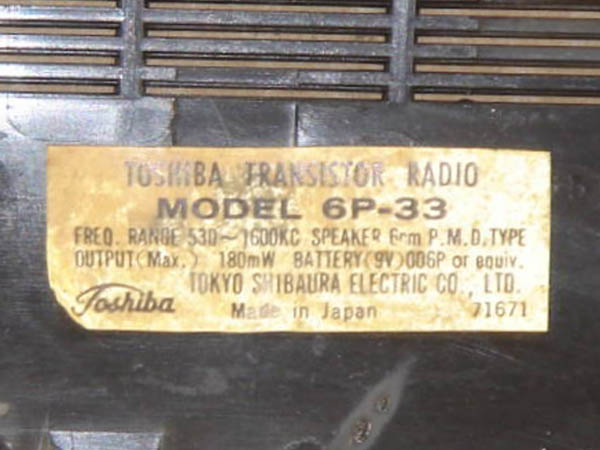 TOSHIBA TRANSISTOR RADIO
MODEL 6P-33
FREQ. RANGE 530~1600KC SPEAKER 6cm P.M.D.TYPE
OUTPUT(Max.) 180mW BATTERY(9V) 006P or equiv.
TOKYO SHIBAURA ELECTRIC CO., LTD.
Toshiba Made in Japan 71671